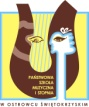 PAŃSTWOWA
SZKOŁA
MUZYCZNA
I STOPNIA
W OSTROWCU ŚWIĘTOKRZYSKIM